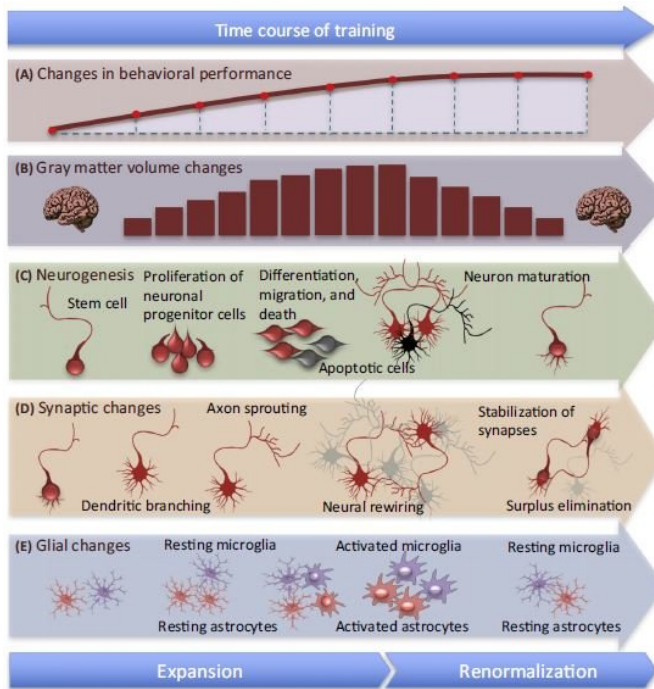 Time course of training
(A) Changes in behavioral performance
(B) Gray matter volume changes
(C) Neurogenesis
Stem cell
Proliferation of
neuronal
progenitor cells
Differentiation,
migration, and
death
Apoptotic cells
Neuron maturation
(D) Synaptic changes
Dendritic branching
Axon sprouting
Neural rewiring
Stabilization of
synapses
Surplus elimination
(E) Glial changes
Resting microglia
Resting astrocytes
Activated microglia
Activated astrocytes
Resting microglia
Resting astrocytes
Expansion
Renormalization